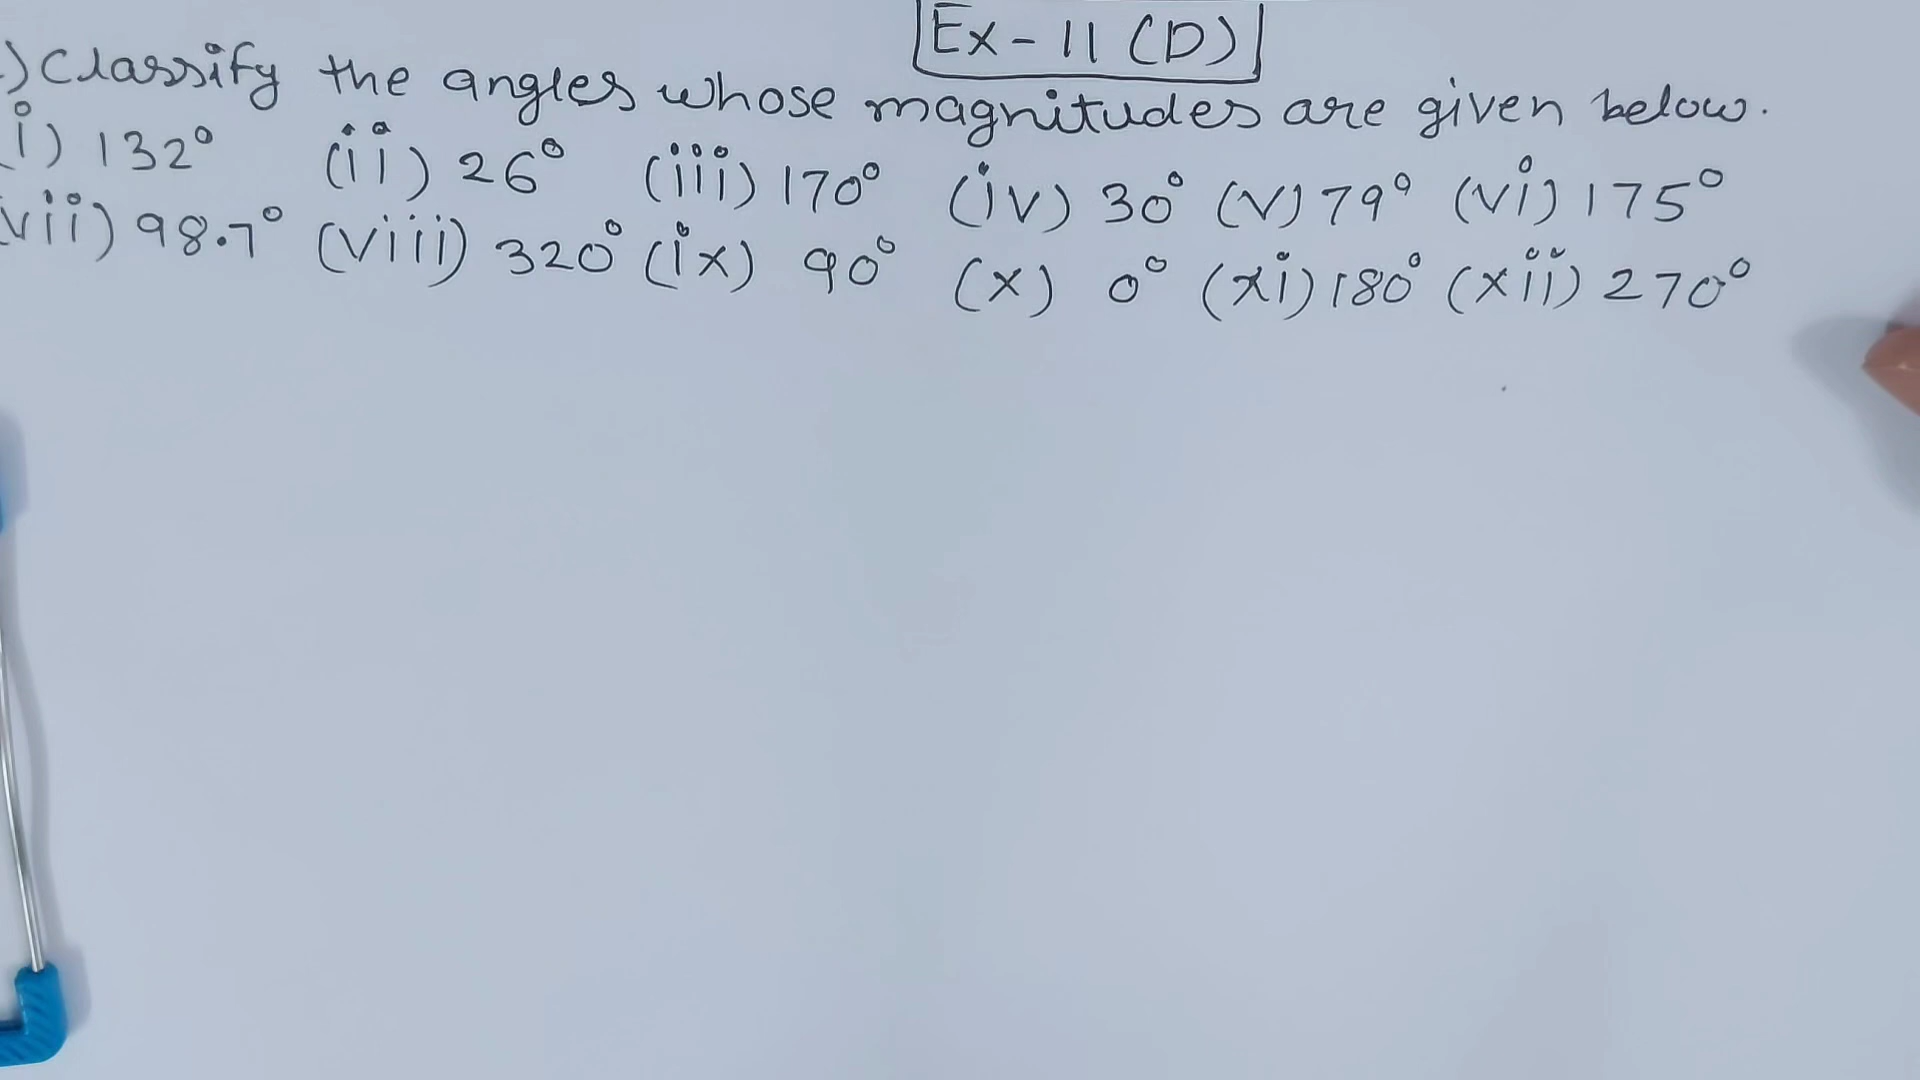 Ex - 11 (D)
.) Classify the angles whose magnitudes are given below.
(i) 132° (ii) 26° (iii) 170° (iv) 30° (v) 79° (vi) 175°
(vii) 98.7° (viii) 320° (ix) 90° (x) 0° (xi) 180° (xii) 270°